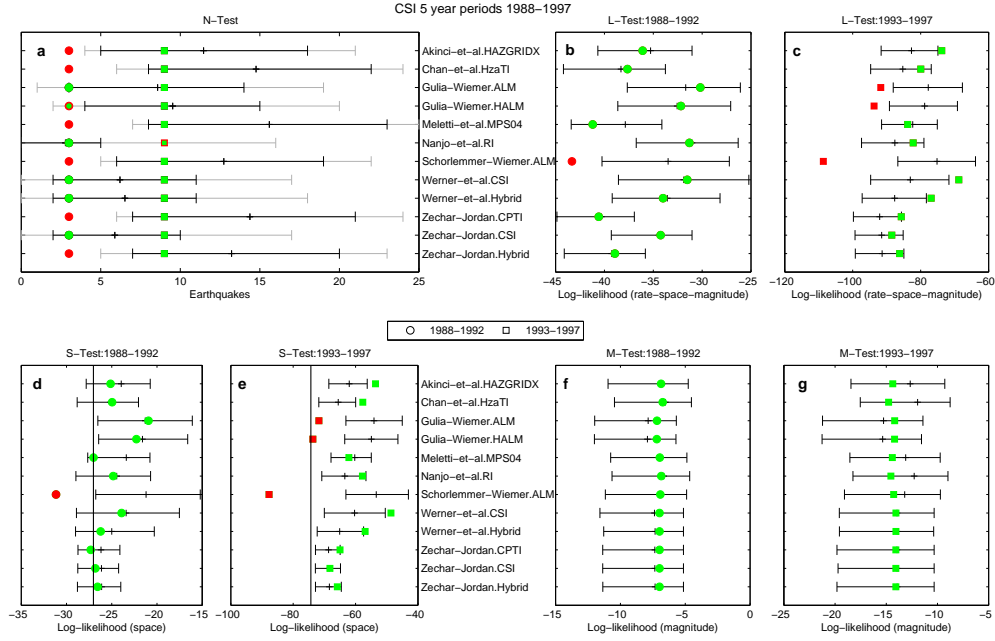 CSI 5 year periods 1988−1997
N−Test
L−Test:1988−1992
L−Test:1993−1997
a
b
c
Akinci−et−al.HAZGRIDX
Chan−et−al.HzaTI
Gulia−Wiemer.ALM
Gulia−Wiemer.HALM
Meletti−et−al.MPS04
Nanjo−et−al.RI
Schorlemmer−Wiemer.ALM
Werner−et−al.CSI
Werner−et−al.Hybrid
Zechar−Jordan.CPTI
Zechar−Jordan.CSI
Zechar−Jordan.Hybrid
0 5 10 15 20 25
Earthquakes
−45 −40 −35 −30 −25
Log−likelihood (rate−space−magnitude)
−120 −100 −80 −60
Log−likelihood (rate−space−magnitude)
1988−1992 1993−1997
S−Test:1988−1992
S−Test:1993−1997
M−Test:1988−1992
M−Test:1993−1997
d
e
f
g
Akinci−et−al.HAZGRIDX
Chan−et−al.HzaTI
Gulia−Wiemer.ALM
Gulia−Wiemer.HALM
Meletti−et−al.MPS04
Nanjo−et−al.RI
Schorlemmer−Wiemer.ALM
Werner−et−al.CSI
Werner−et−al.Hybrid
Zechar−Jordan.CPTI
Zechar−Jordan.CSI
Zechar−Jordan.Hybrid
−35 −30 −25 −20 −15
Log−likelihood (space)
−100 −80 −60 −40
Log−likelihood (space)
−15 −10 −5 0
Log−likelihood (magnitude)
−25 −20 −15 −10 −5
Log−likelihood (magnitude)